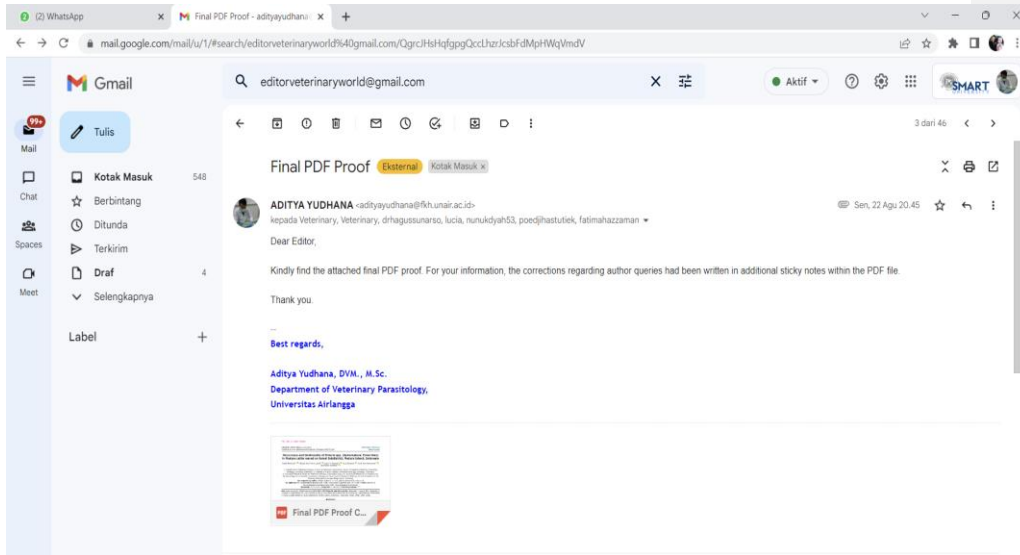 (2) WhatsApp
Final PDF Proof - adityayudhana
mail.google.com/mail/u/1/#search/editorveterinaryworld%40gmail.com/QgrcJHsHqfgpgQccLhzrJcsbFdMpHWqVmdV
Gmail
editorveterinaryworld@gmail.com
Aktif
SMART
99+
Mail
Chat
Spaces
Meet
Tulis
Kotak Masuk 548
Berbintang
Ditunda
Terkirim
Draf 4
Selengkapnya
Label
3 dari 46
Final PDF Proof Eksternal Kotak Masuk x
ADITYA YUDHANA <adityayudhana@fkh.unair.ac.id>
Sen, 22 Agu 20.45
kepada Veterinary, Veterinary, drhagussunarso, lucia, nunukdyah53, poedjihastutiek, fatimahazzaman
Dear Editor,
Kindly find the attached final PDF proof. For your information, the corrections regarding author queries had been written in additional sticky notes within the PDF file.
Thank you.
--
Best regards,
Aditya Yudhana, DVM., M.Sc.
Department of Veterinary Parasitology,
Universitas Airlangga
PDF Final PDF Proof C...